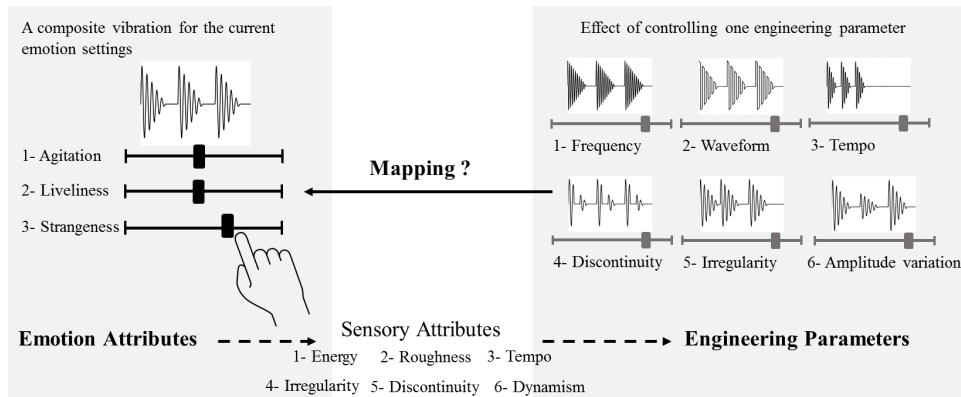 A composite vibration for the current
emotion settings
1- Agitation
2- Liveliness
3- Strangeness
Mapping ?
Effect of controlling one engineering parameter
1- Frequency
2- Waveform
3- Tempo
4- Discontinuity
5- Irregularity
6- Amplitude variation
Emotion Attributes
Sensory Attributes
1- Energy 2- Roughness 3- Tempo
4- Irregularity 5- Discontinuity 6- Dynamism
Engineering Parameters